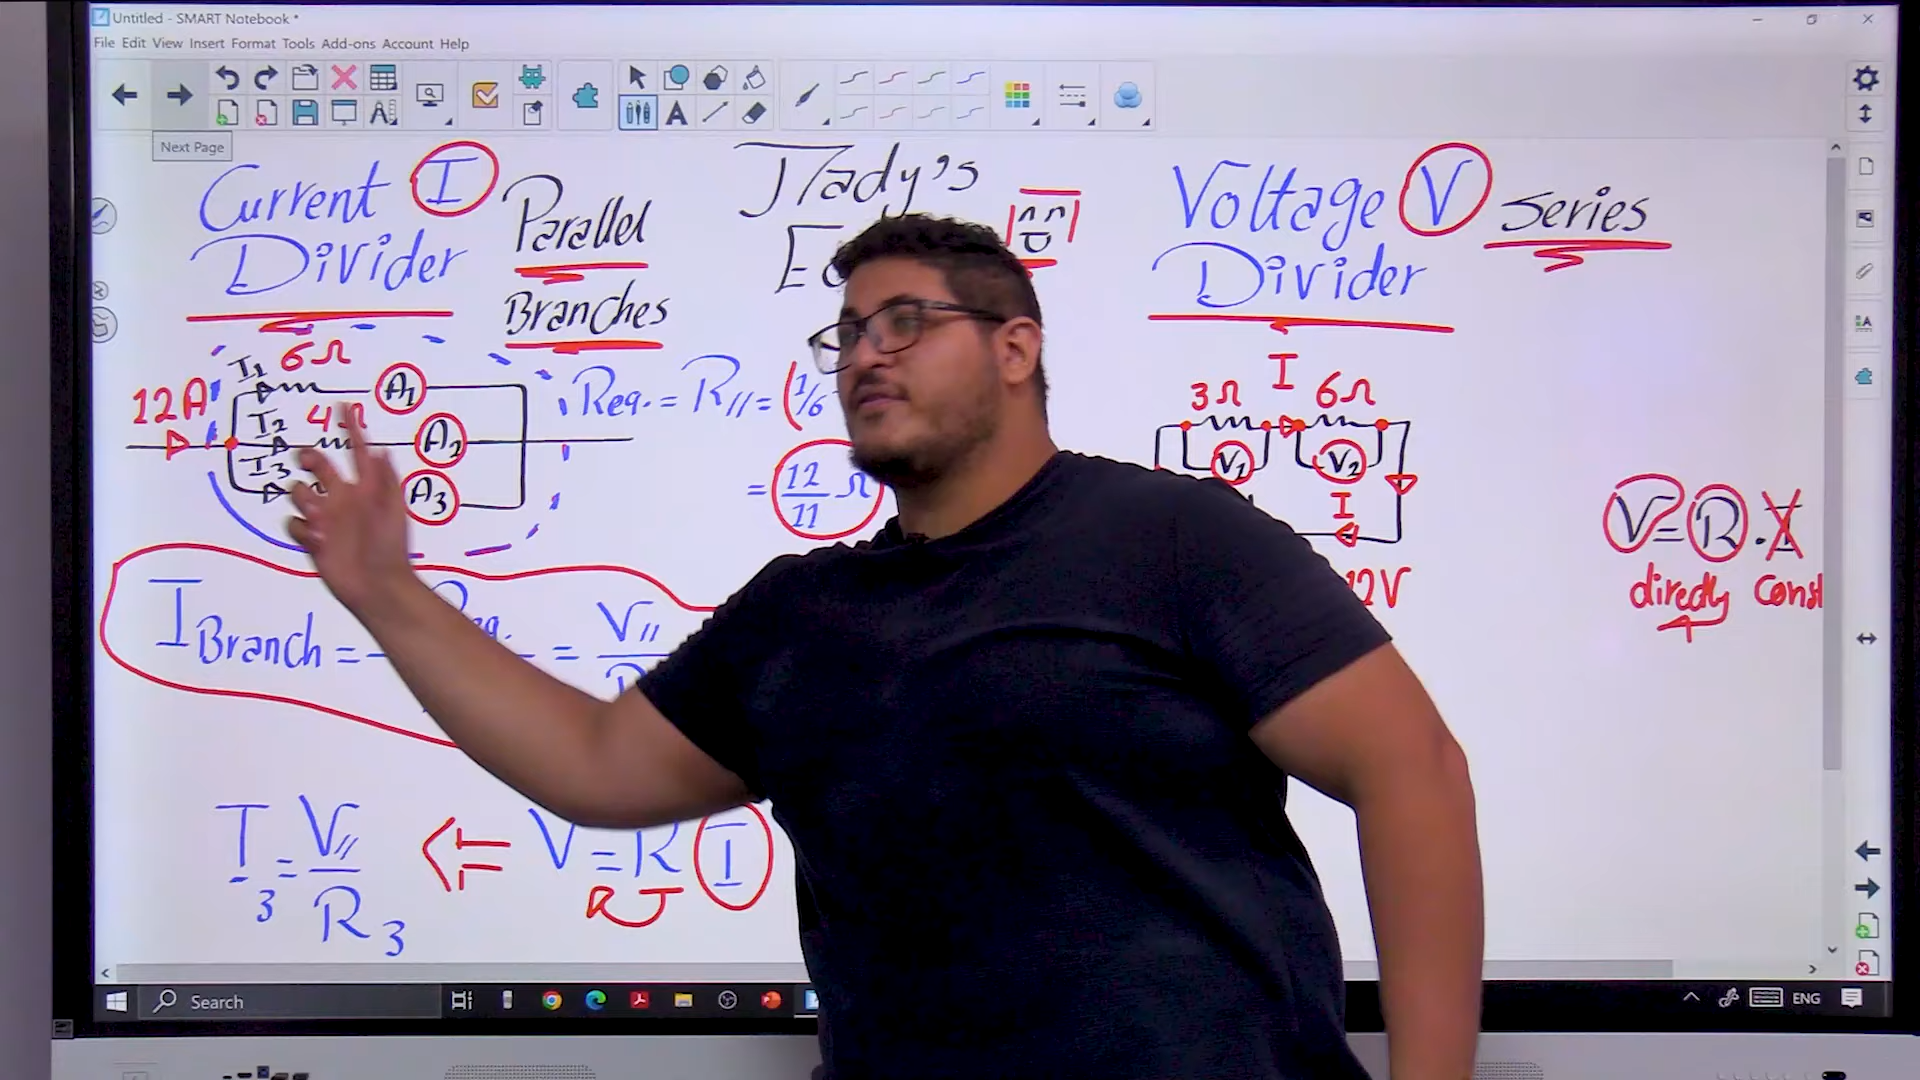 Untitled - SMART Notebook *
File Edit View Insert Format Tools Add-ons Account Help
Next Page
Current I
Divider
Parallel
Branches
12A
I₁ 6Ω
A₁
I₂ 4Ω
A₂
I₃
A₃
Req. = R// = (1/6
= 12/11 Ω
I Branch =
eq.
= V//
I₃ = V// / R₃
V = R I
R
Voltage V Series
Divider
I
3Ω 6Ω
V₁ V₂
I
12V
V = R . I
directly Const
Search
ENG